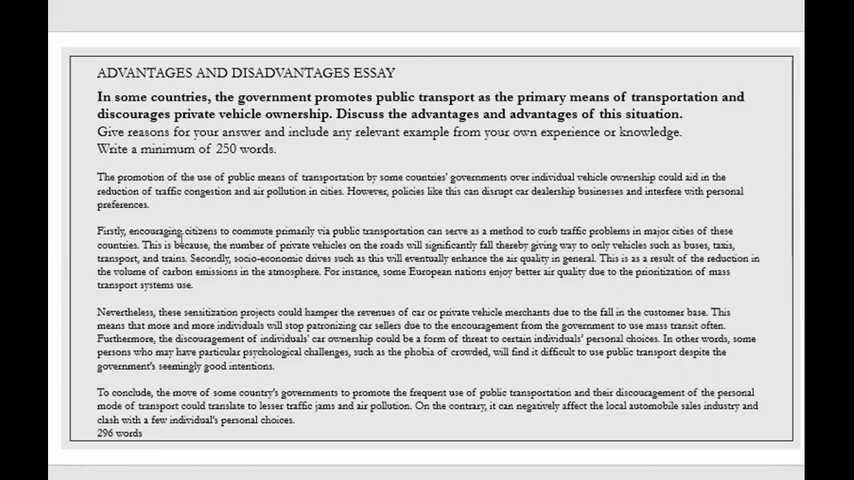 ADVANTAGES AND DISADVANTAGES ESSAY
In some countries, the government promotes public transport as the primary means of transportation and
discourages private vehicle ownership. Discuss the advantages and advantages of this situation.
Give reasons for your answer and include any relevant example from your own experience or knowledge.
Write a minimum of 250 words.
The promotion of the use of public means of transportation by some countries' governments over individual vehicle ownership could aid in the
reduction of traffic congestion and air pollution in cities. However, policies like this can disrupt car dealership businesses and interfere with personal
preferences.
Firstly, encouraging citizens to commute primarily via public transportation can serve as a method to curb traffic problems in major cities of these
countries. This is because, the number of private vehicles on the roads will significantly fall thereby giving way to only vehicles such as buses, taxis,
transport, and trains. Secondly, socio-economic drives such as this will eventually enhance the air quality in general. This is as a result of the reduction in
the volume of carbon emissions in the atmosphere. For instance, some European nations enjoy better air quality due to the prioritization of mass
transport systems use.
Nevertheless, these sensitization projects could hamper the revenues of car or private vehicle merchants due to the fall in the customer base. This
means that more and more individuals will stop patronizing car sellers due to the encouragement from the government to use mass transit often.
Furthermore, the discouragement of individuals' car ownership could be a form of threat to certain individuals' personal choices. In other words, some
persons who may have particular psychological challenges, such as the phobia of crowded, will find it difficult to use public transport despite the
government's seemingly good intentions.
To conclude, the move of some country's governments to promote the frequent use of public transportation and their discouragement of the personal
mode of transport could translate to lesser traffic jams and air pollution. On the contrary, it can negatively affect the local automobile sales industry and
clash with a few individual's personal choices.
296 words